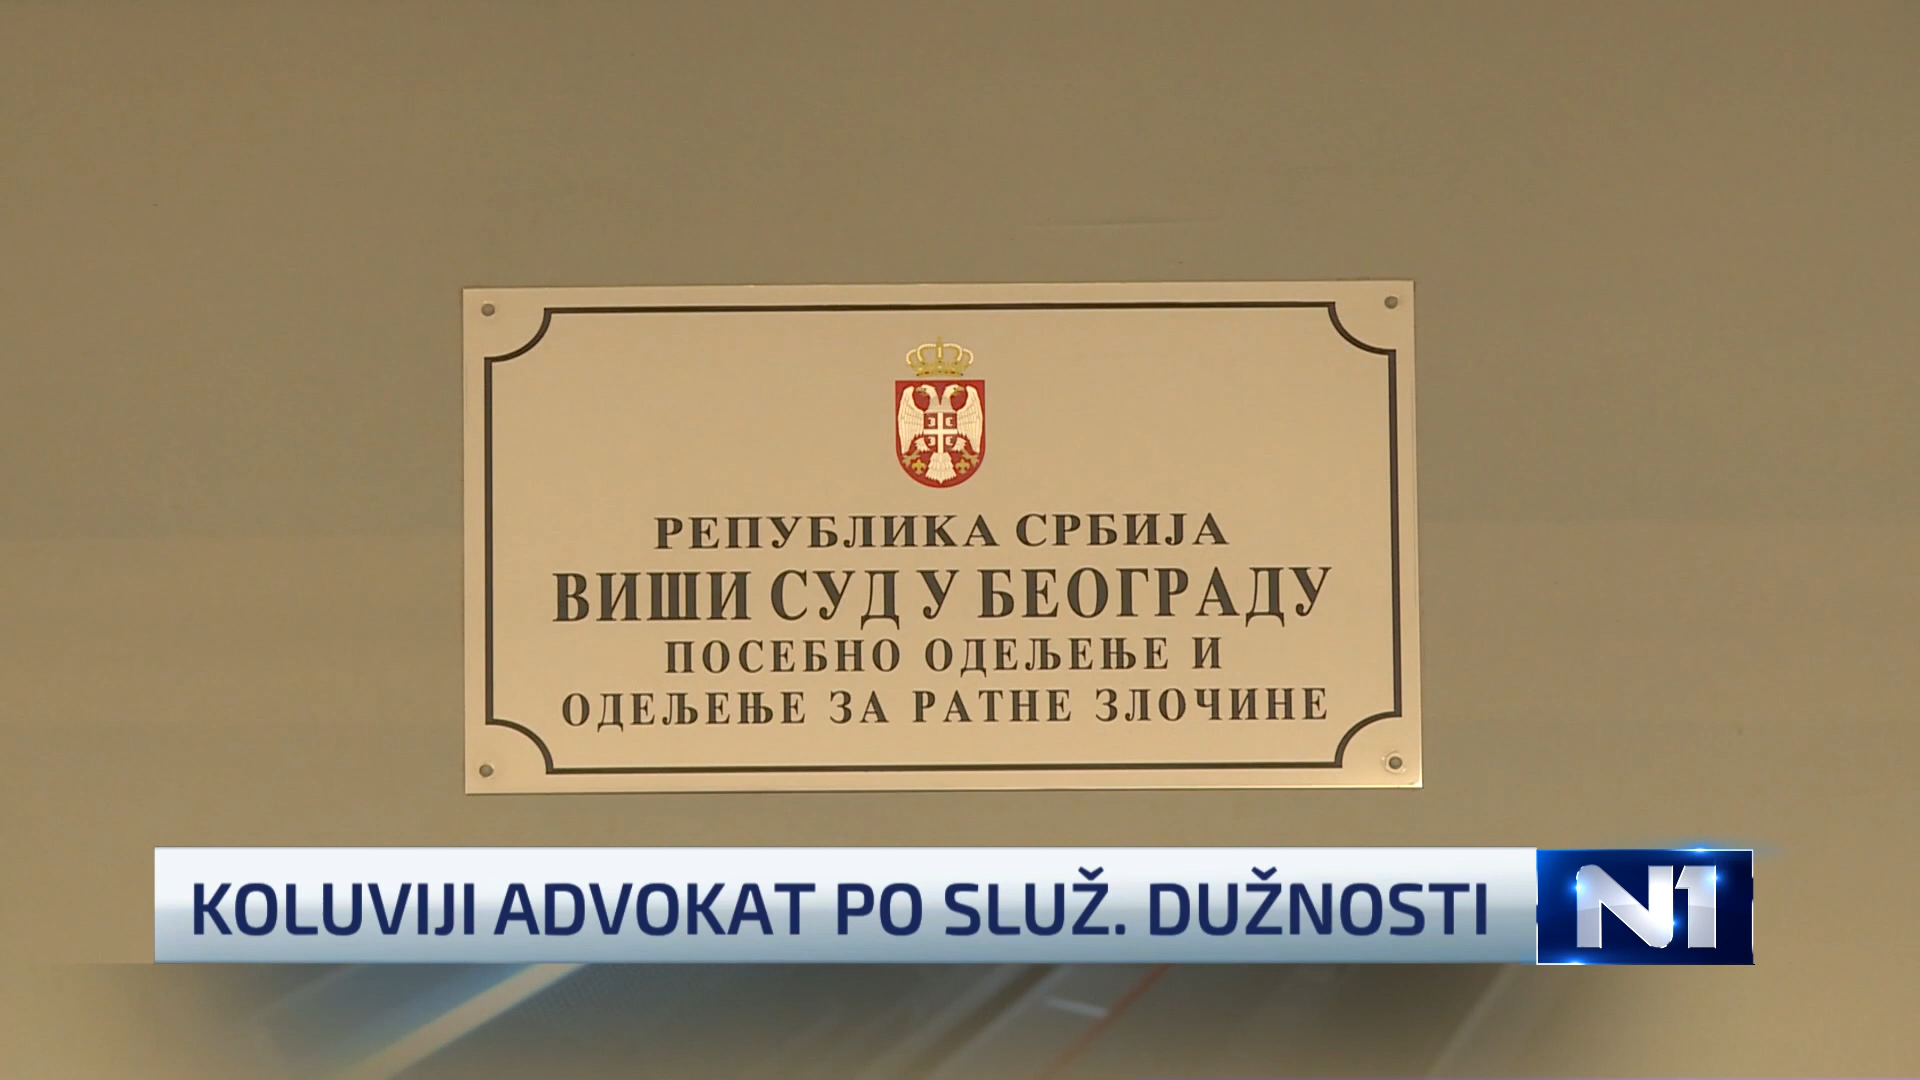 РЕПУБЛИКА СРБИЈА
ВИШИ СУД У БЕОГРАДУ
ПОСЕБНО ОДЕЉЕЊЕ И
ОДЕЉЕЊЕ ЗА РАТНЕ ЗЛОЧИНЕ
KOLUVIJI ADVOKAT PO SLUŽ. DUŽNOSTI
N1